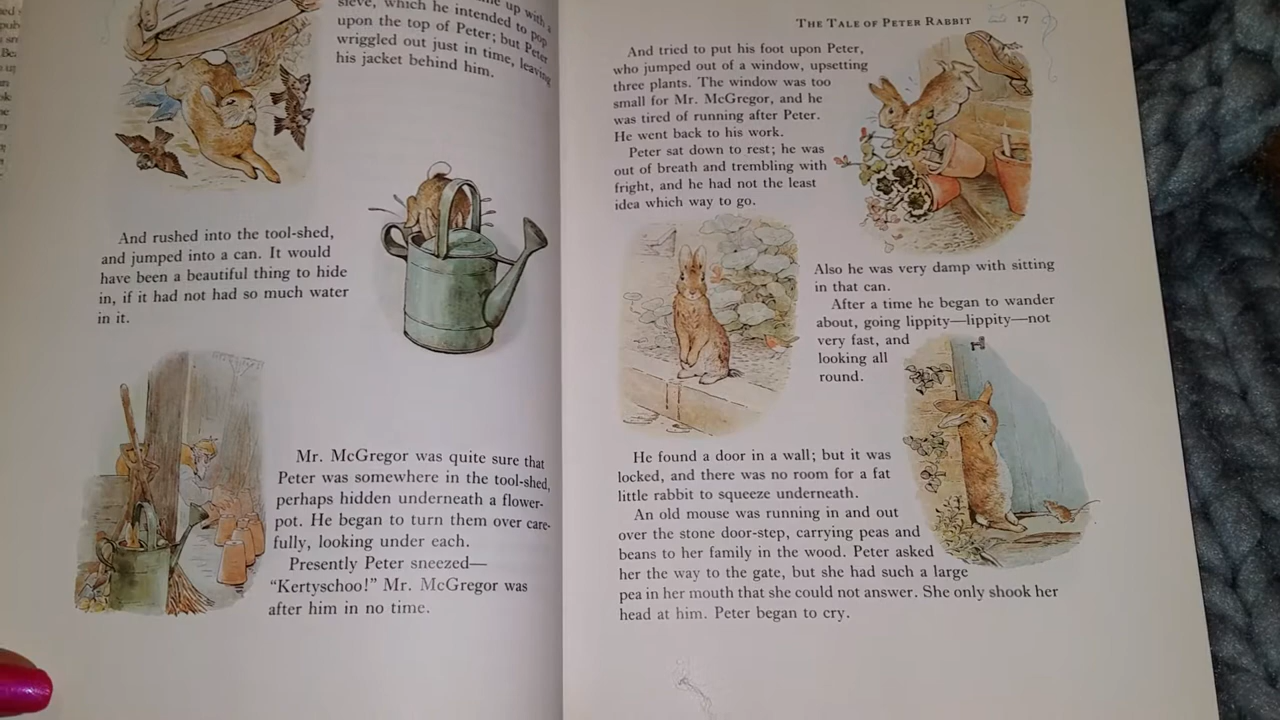 sieve, which he intended to pop
upon the top of Peter; but Peter
wriggled out just in time, leaving
his jacket behind him.
And rushed into the tool-shed,
and jumped into a can. It would
have been a beautiful thing to hide
in, if it had not had so much water
in it.
Mr. McGregor was quite sure that
Peter was somewhere in the tool-shed,
perhaps hidden underneath a flower-
pot. He began to turn them over care-
fully, looking under each.
Presently Peter sneezed—
“Kertyschoo!” Mr. McGregor was
after him in no time.
THE TALE OF PETER RABBIT 17
And tried to put his foot upon Peter,
who jumped out of a window, upsetting
three plants. The window was too
small for Mr. McGregor, and he
was tired of running after Peter.
He went back to his work.
Peter sat down to rest; he was
out of breath and trembling with
fright, and he had not the least
idea which way to go.
Also he was very damp with sitting
in that can.
After a time he began to wander
about, going lippity—lippity—not
very fast, and
looking all
round.
He found a door in a wall; but it was
locked, and there was no room for a fat
little rabbit to squeeze underneath.
An old mouse was running in and out
over the stone door-step, carrying peas and
beans to her family in the wood. Peter asked
her the way to the gate, but she had such a large
pea in her mouth that she could not answer. She only shook her
head at him. Peter began to cry.